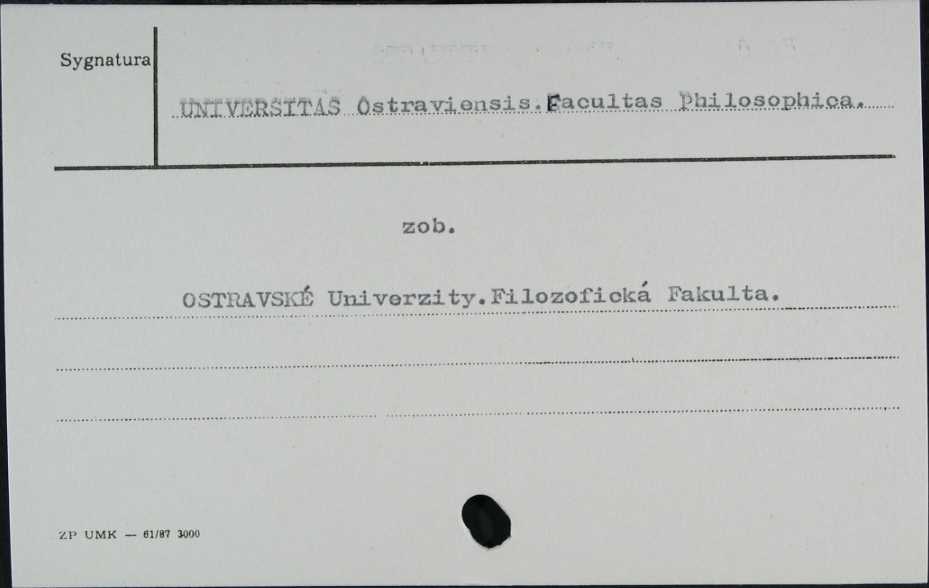 Sygnatura
UNIVERSITAS Ostraviensis.Facultas Philosophica.
zob.
OSTRAVSKÉ Univerzity.Filozofická Fakulta.
ZP UMK — 61/87 3000